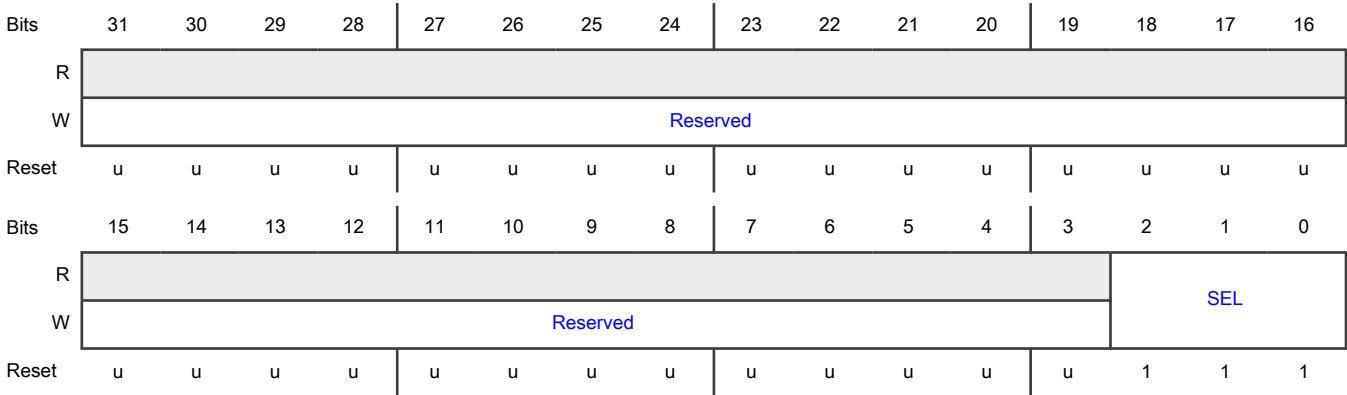 Bits 31 30 29 28 27 26 25 24 23 22 21 20 19 18 17 16
R
W Reserved
Reset u u u u u u u u u u u u u u u u
Bits 15 14 13 12 11 10 9 8 7 6 5 4 3 2 1 0
R
SEL
W Reserved
Reset u u u u u u u u u u u u u 1 1 1